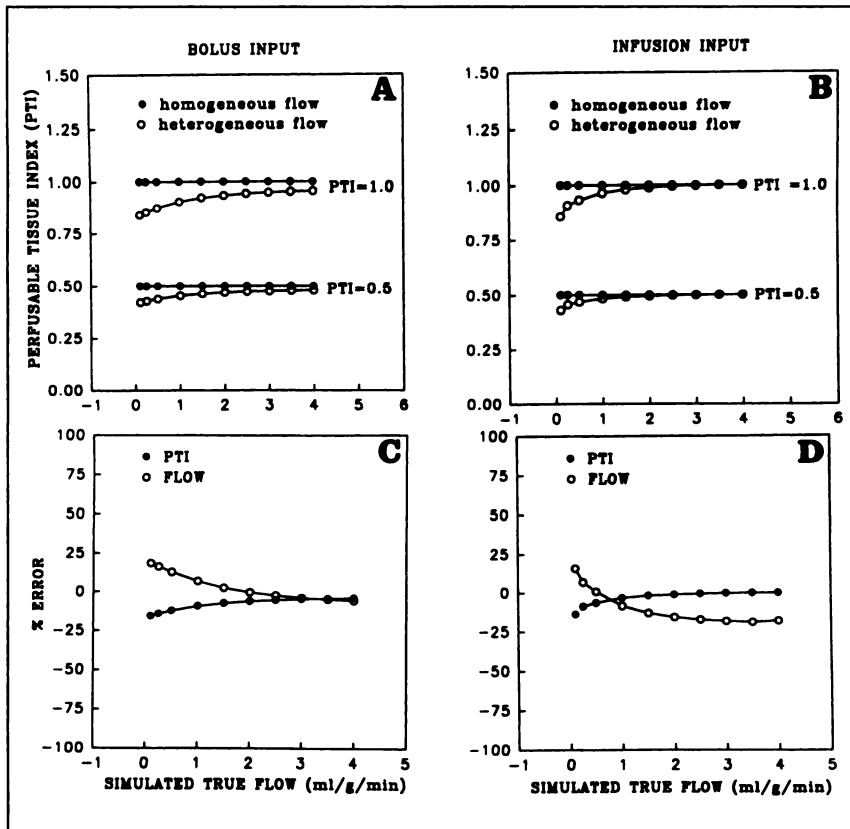 BOLUS INPUT
INFUSION INPUT
PERFUSABLE TISSUE INDEX (PTI)
1.50
1.25
1.00
0.75
0.50
0.25
0.00
A
● homogeneous flow
○ heterogeneous flow
PTI=1.0
PTI=0.5
-1 0 1 2 3 4 5 6
1.50
1.25
1.00
0.75
0.50
0.25
0.00
B
● homogeneous flow
○ heterogeneous flow
PTI =1.0
PTI=0.5
-1 0 1 2 3 4 5 6
% ERROR
100
75
50
25
0
-25
-50
-75
-100
C
● PTI
○ FLOW
-1 0 1 2 3 4 5
SIMULATED TRUE FLOW (ml/g/min)
100
75
50
25
0
-25
-50
-75
-100
D
● PTI
○ FLOW
-1 0 1 2 3 4 5
SIMULATED TRUE FLOW (ml/g/min)